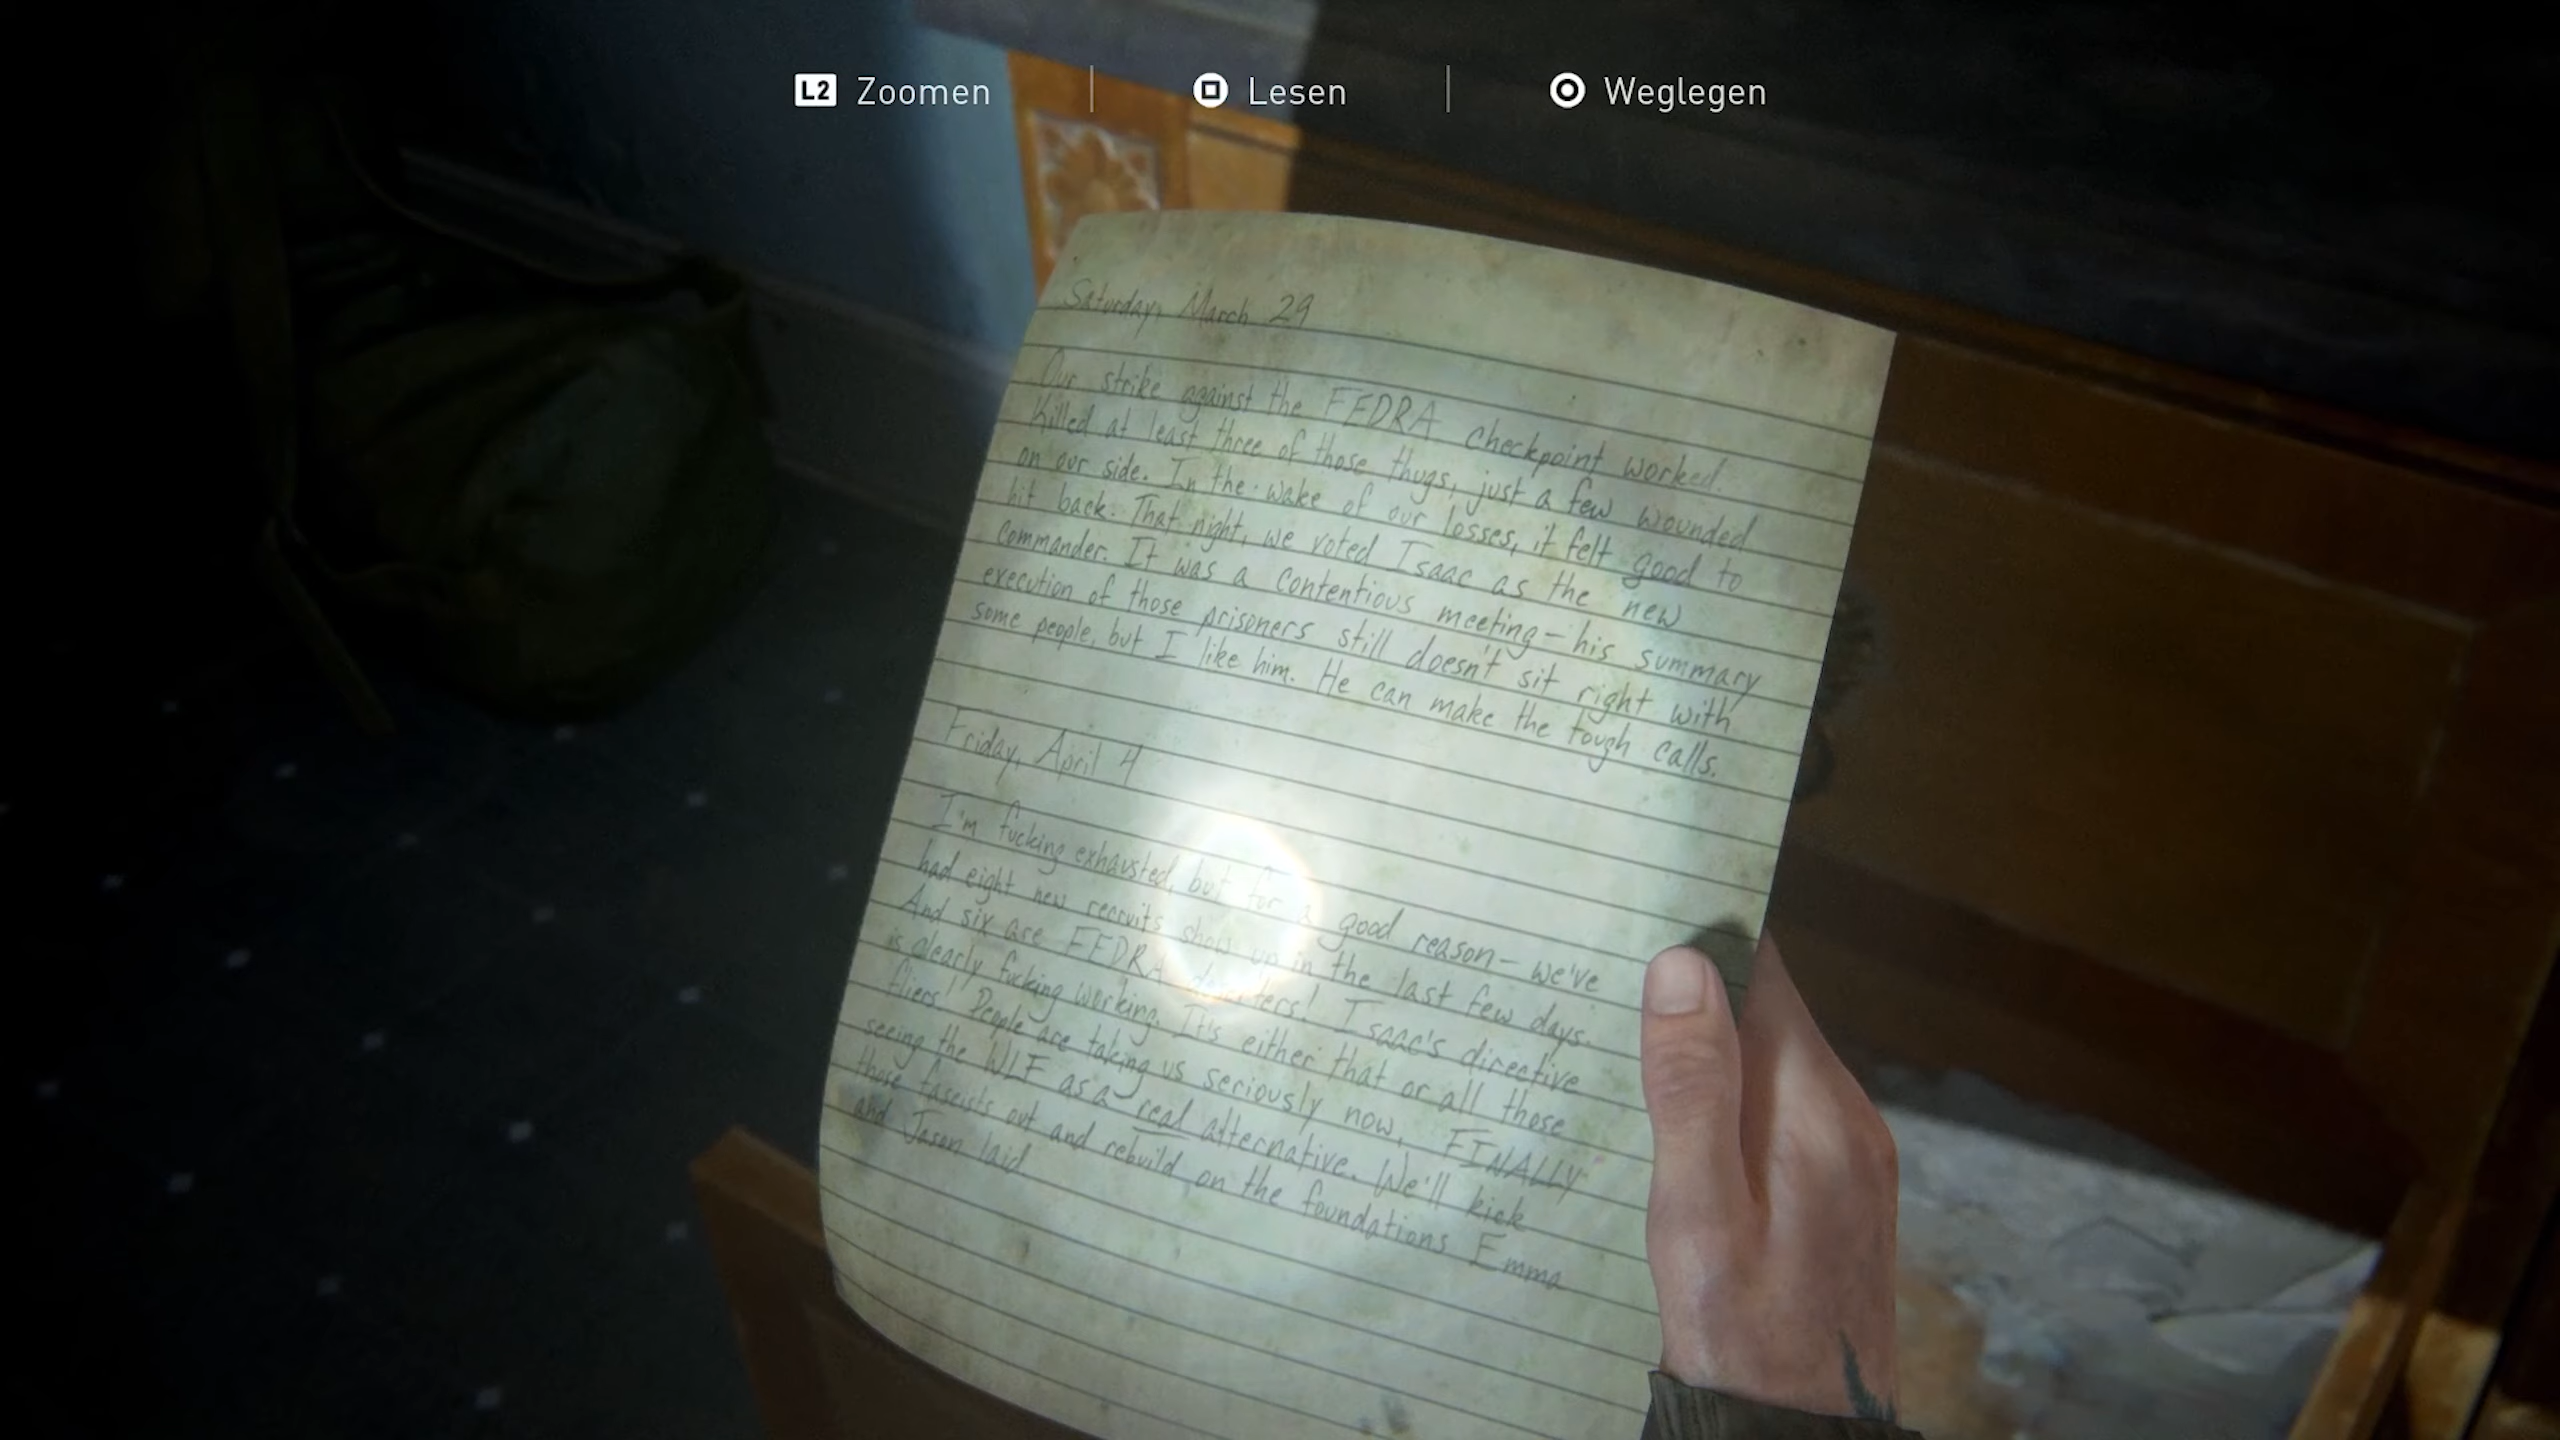 L2 Zoomen | Lesen | Weglegen
Saturday, March 29
Our strike against the FEDRA checkpoint worked.
Killed at least three of those thugs, just a few wounded
on our side. In the wake of our losses, it felt good to
hit back. That night, we voted Isaac as the new
commander. It was a contentious meeting — his summary
execution of those prisoners still doesn't sit right with
some people, but I like him. He can make the tough calls.
Friday, April 4
I'm fucking exhausted, but for a good reason — we've
had eight new recruits show up in the last few days.
And six are FEDRA deserters! Isaac's directive
is clearly fucking working. It's either that or all those
fliers! People are taking us seriously now, FINALLY
seeing the WLF as a real alternative. We'll kick
those fascists out and rebuild on the foundations Emma
and Jason laid